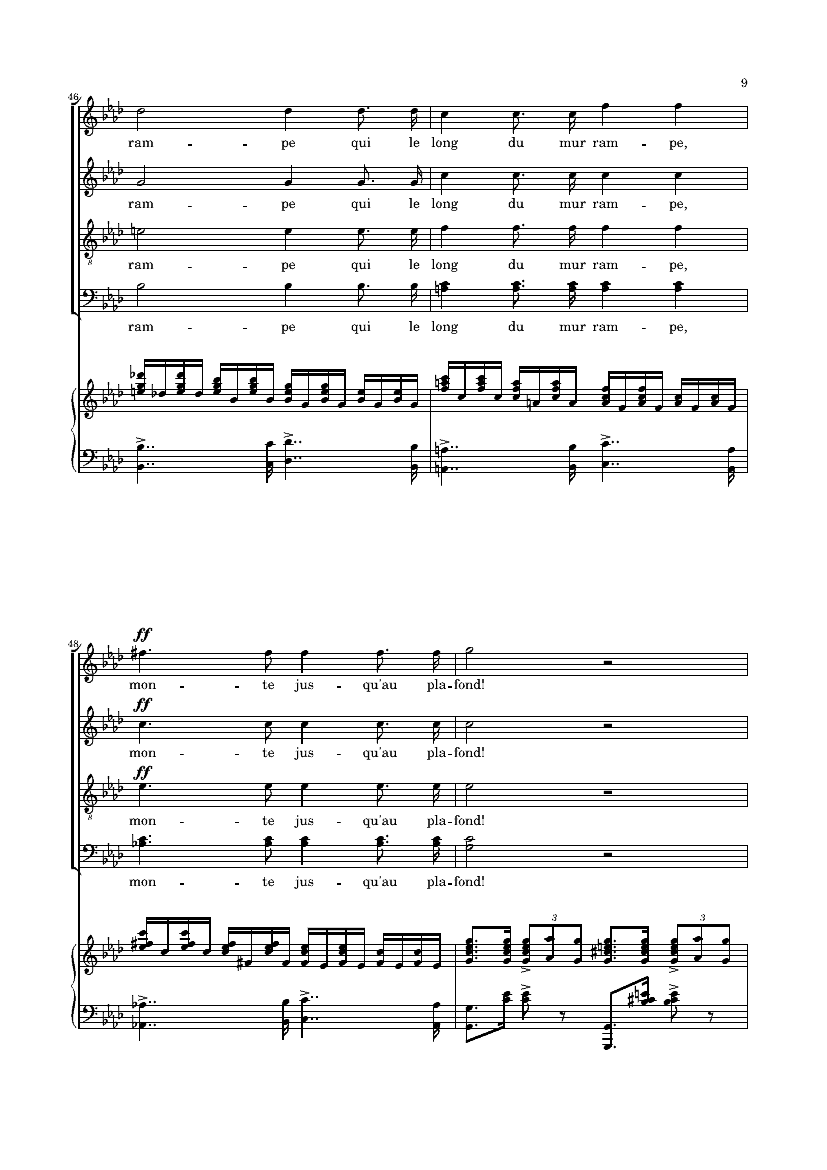 9
46
ram - - pe qui le long du mur ram - pe,
ram - - pe qui le long du mur ram - pe,
8
ram - - pe qui le long du mur ram - pe,
ram - - pe qui le long du mur ram - pe,
48
ff
mon - - te jus - qu'au pla-fond!
ff
mon - - te jus - qu'au pla-fond!
ff
8
mon - - te jus - qu'au pla-fond!
mon - - te jus - qu'au pla-fond!
3 3